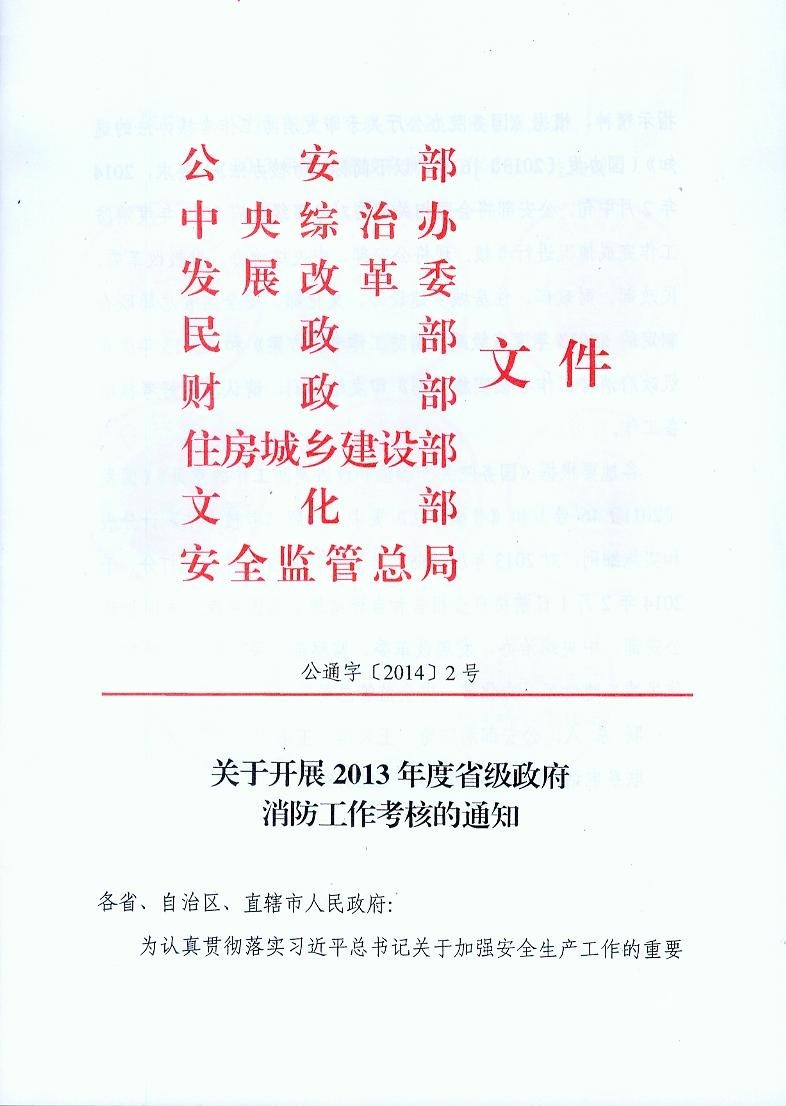 公安部
中央综治办
发展改革委
民政部
财政部
住房城乡建设部
文化部
安全监管总局
文件
公通字〔2014〕2号
关于开展2013年度省级政府
消防工作考核的通知
各省、自治区、直辖市人民政府:
为认真贯彻落实习近平总书记关于加强安全生产工作的重要